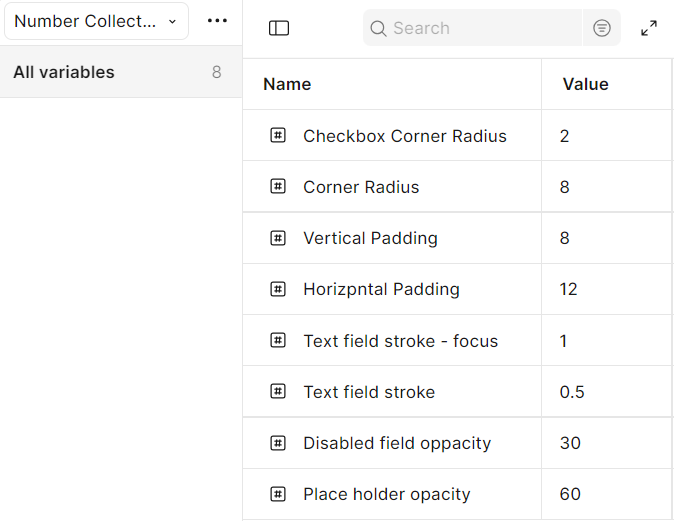 Number Collect...
Search
All variables 8
Name Value
Checkbox Corner Radius 2
Corner Radius 8
Vertical Padding 8
Horizpntal Padding 12
Text field stroke - focus 1
Text field stroke 0.5
Disabled field oppacity 30
Place holder opacity 60